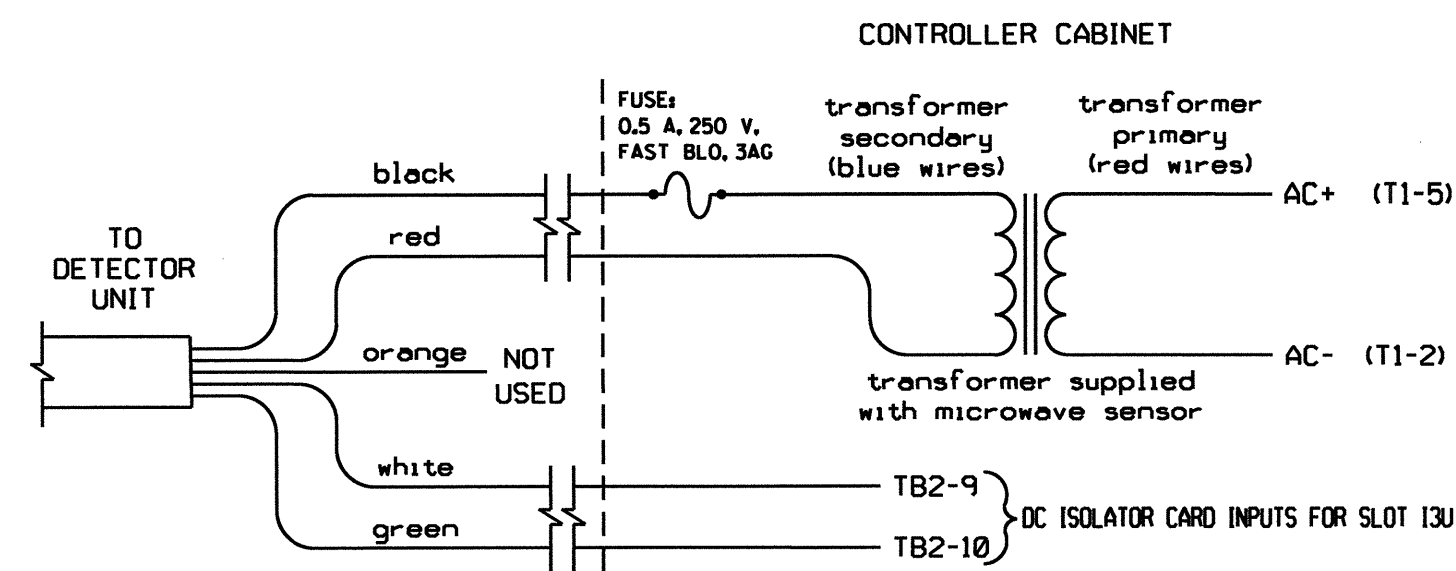 CONTROLLER CABINET
FUSE:
0.5 A, 250 V,
FAST BLO, 3AG
transformer
secondary
(blue wires)
transformer
primary
(red wires)
black
AC+ (T1-5)
red
TO
DETECTOR
UNIT
orange
NOT
USED
AC- (T1-2)
transformer supplied
with microwave sensor
white
TB2-9
DC ISOLATOR CARD INPUTS FOR SLOT I3U
green
TB2-10